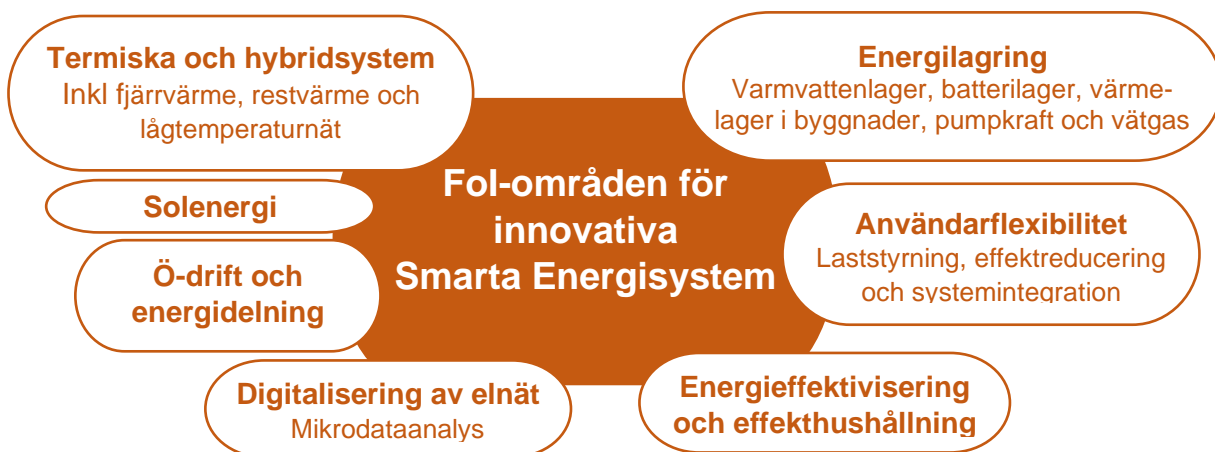 Termiska och hybridsystem
Inkl fjärrvärme, restvärme och
lågtemperaturnät
Solenergi
Ö-drift och
energidelning
Digitalisering av elnät
Mikrodataanalys
FoI-områden för
innovativa
Smarta Energisystem
Energilagring
Varmvattenlager, batterilager, värme-
lager i byggnader, pumpkraft och vätgas
Användarflexibilitet
Laststyrning, effektreducering
och systemintegration
Energieffektivisering
och effekthushållning